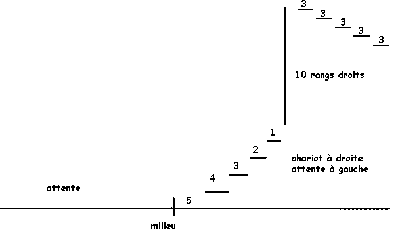 3
3
3
3
3
10 rangs droits
1
2
3
4
5
chariot à droite
attente à gauche
attente
milieu